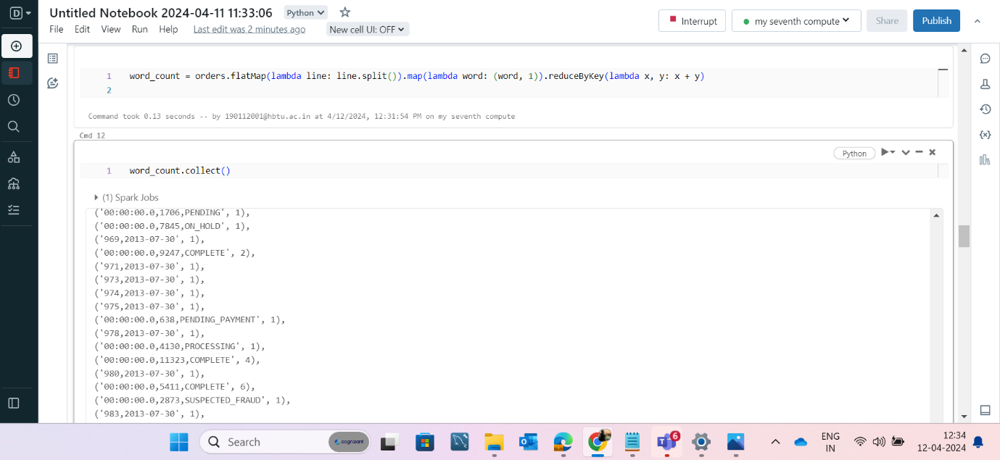 D
Untitled Notebook 2024-04-11 11:33:06
Python
File Edit View Run Help Last edit was 2 minutes ago New cell UI: OFF
Interrupt
my seventh compute
Share
Publish
1 word_count = orders.flatMap(lambda line: line.split()).map(lambda word: (word, 1)).reduceByKey(lambda x, y: x + y)
2
Command took 0.13 seconds -- by 190112001@hbtu.ac.in at 4/12/2024, 12:31:54 PM on my seventh compute
Cmd 12
Python
1 word_count.collect()
(1) Spark Jobs
('00:00:00.0,1706,PENDING', 1),
('00:00:00.0,7845,ON_HOLD', 1),
('969,2013-07-30', 1),
('00:00:00.0,9247,COMPLETE', 2),
('971,2013-07-30', 1),
('973,2013-07-30', 1),
('974,2013-07-30', 1),
('975,2013-07-30', 1),
('00:00:00.0,638,PENDING_PAYMENT', 1),
('978,2013-07-30', 1),
('00:00:00.0,4130,PROCESSING', 1),
('00:00:00.0,11323,COMPLETE', 4),
('980,2013-07-30', 1),
('00:00:00.0,5411,COMPLETE', 6),
('00:00:00.0,2873,SUSPECTED_FRAUD', 1),
('983,2013-07-30', 1),
Search
cognizant
6
ENG
IN
12:34
12-04-2024